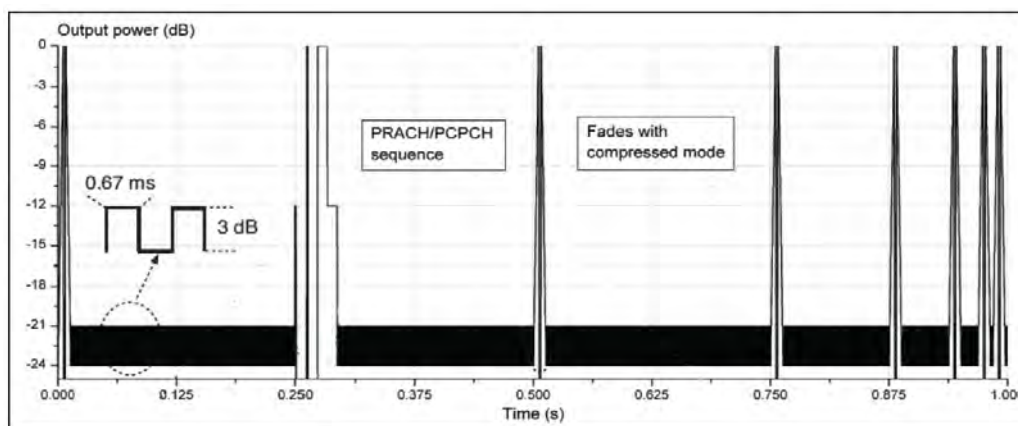 Output power (dB)
0
-3
-6
-9
-12
-15
-18
-21
-24
0.67 ms
3 dB
PRACH/PCPCH
sequence
Fades with
compressed mode
0.000
0.125
0.250
0.375
0.500
0.625
0.750
0.875
1.00
Time (s)